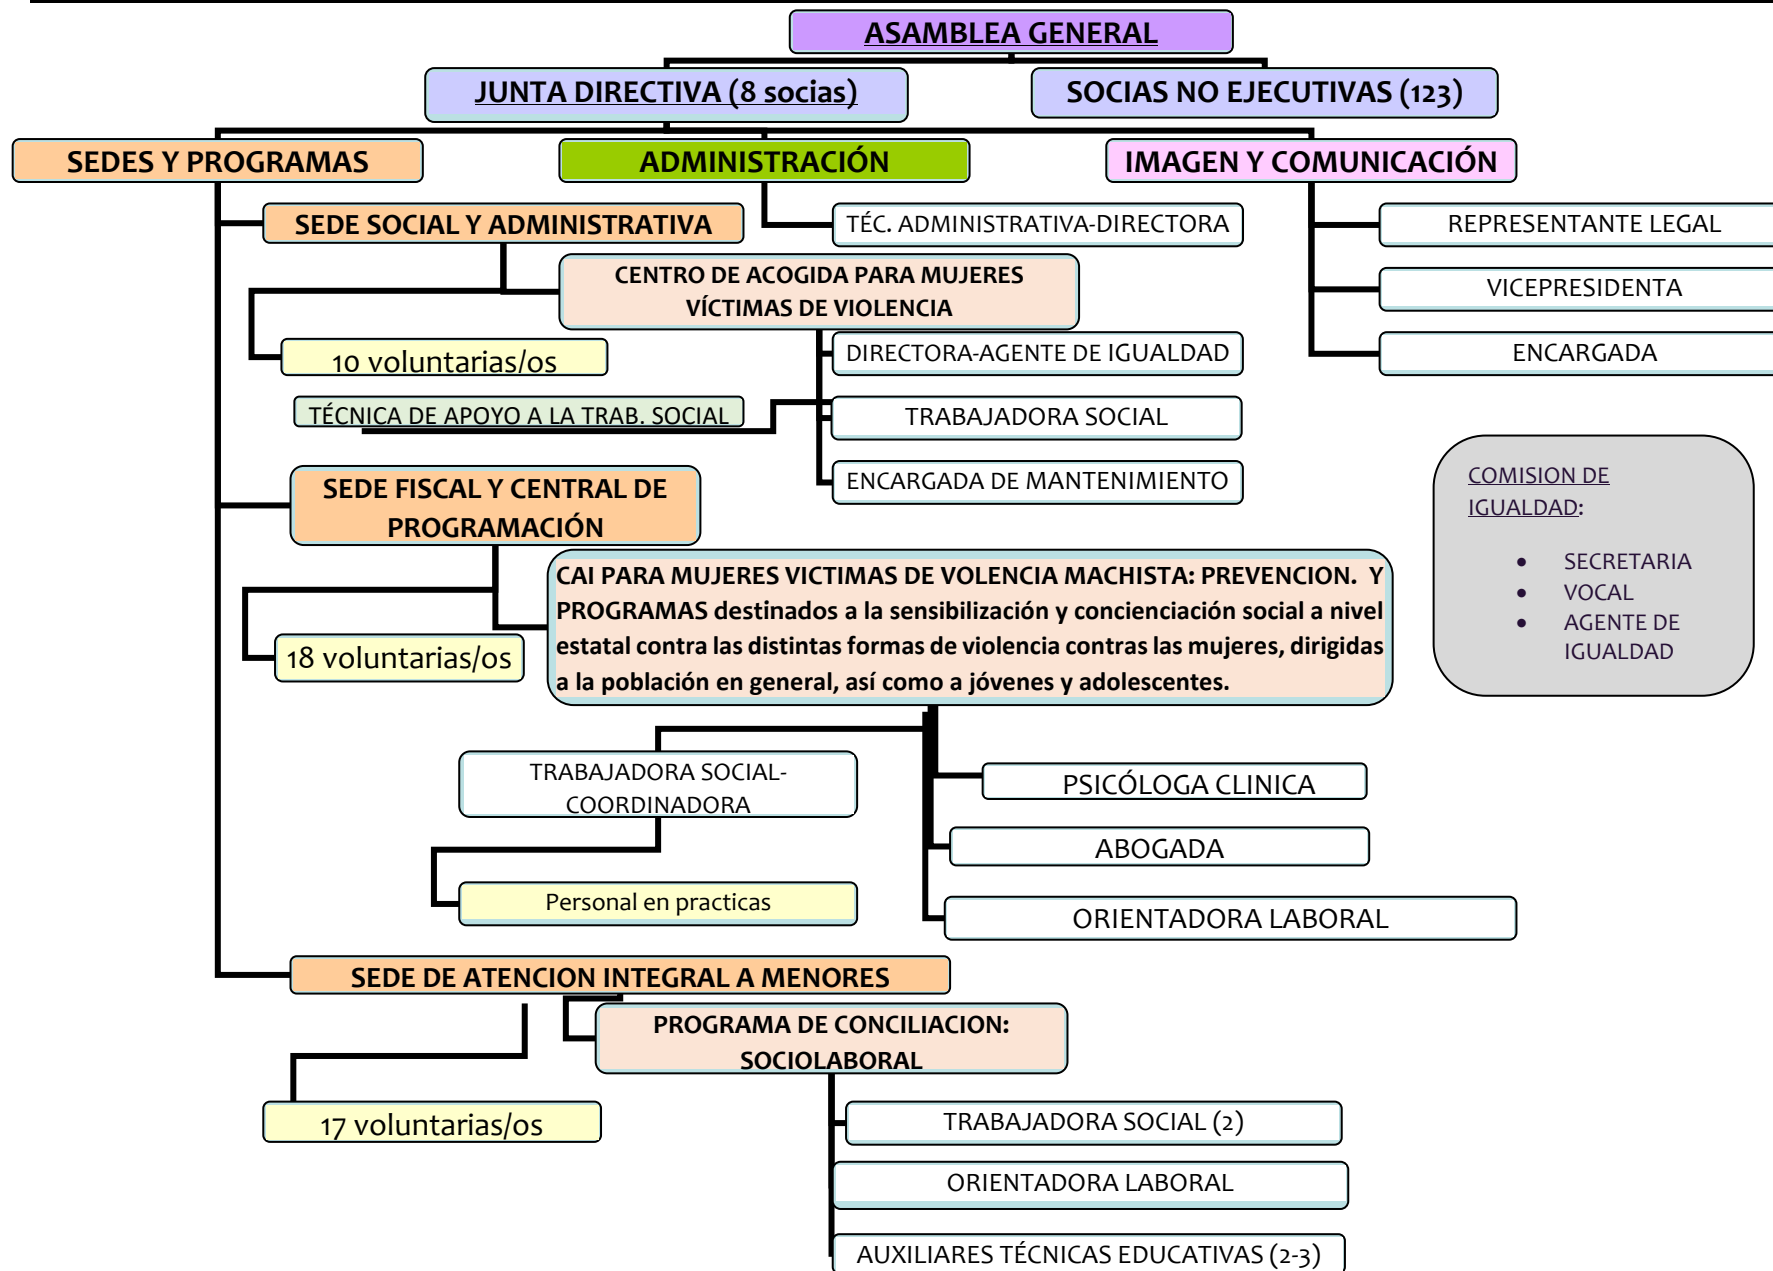 ASAMBLEA GENERAL
JUNTA DIRECTIVA (8 socias)
SOCIAS NO EJECUTIVAS (123)
SEDES Y PROGRAMAS
ADMINISTRACIÓN
IMAGEN Y COMUNICACIÓN
SEDE SOCIAL Y ADMINISTRATIVA
TÉC. ADMINISTRATIVA-DIRECTORA
REPRESENTANTE LEGAL
CENTRO DE ACOGIDA PARA MUJERES
VÍCTIMAS DE VIOLENCIA
VICEPRESIDENTA
10 voluntarias/os
DIRECTORA-AGENTE DE IGUALDAD
ENCARGADA
TÉCNICA DE APOYO A LA TRAB. SOCIAL
TRABAJADORA SOCIAL
ENCARGADA DE MANTENIMIENTO
SEDE FISCAL Y CENTRAL DE
PROGRAMACIÓN
COMISION DE
IGUALDAD:
• SECRETARIA
• VOCAL
• AGENTE DE
IGUALDAD
CAI PARA MUJERES VICTIMAS DE VOLENCIA MACHISTA: PREVENCION. Y
PROGRAMAS destinados a la sensibilización y concienciación social a nivel
estatal contra las distintas formas de violencia contras las mujeres, dirigidas
a la población en general, así como a jóvenes y adolescentes.
18 voluntarias/os
TRABAJADORA SOCIAL-
COORDINADORA
PSICÓLOGA CLINICA
ABOGADA
Personal en practicas
ORIENTADORA LABORAL
SEDE DE ATENCION INTEGRAL A MENORES
PROGRAMA DE CONCILIACION:
SOCIOLABORAL
17 voluntarias/os
TRABAJADORA SOCIAL (2)
ORIENTADORA LABORAL
AUXILIARES TÉCNICAS EDUCATIVAS (2-3)